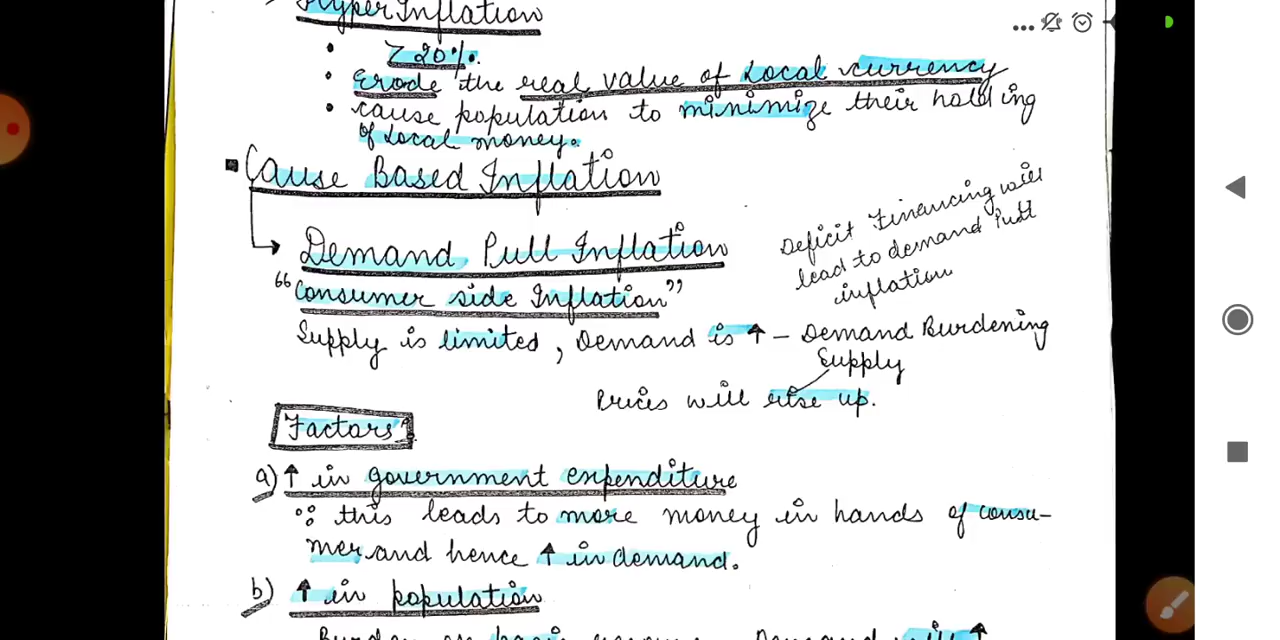 Hyper Inflation
• > 20%.
• Erode the real value of local currency
• cause population to minimize their holding
of local money.
▪ Cause Based Inflation
→ Demand Pull Inflation
Deficit Financing will
lead to demand Pull
inflation
“Consumer side Inflation”
Supply is limited, Demand is ↑ – Demand Burdening
Supply
Prices will rise up.
Factors:
a) ↑ in government expenditure
∵ this leads to more money in hands of consu-
mer and hence ↑ in demand.
b) ↑ in population
Demand will ↑